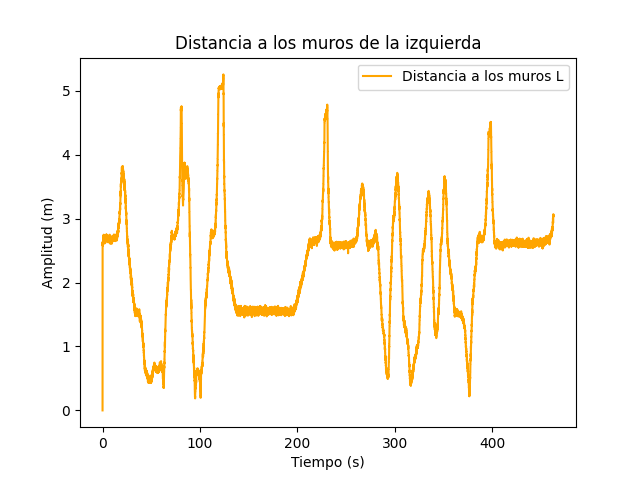 Distancia a los muros de la izquierda
Distancia a los muros L
Amplitud (m)
5
4
3
2
1
0
0 100 200 300 400
Tiempo (s)